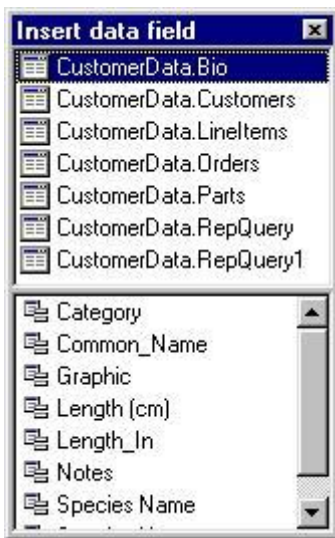 Insert data field
CustomerData.Bio
CustomerData.Customers
CustomerData.LineItems
CustomerData.Orders
CustomerData.Parts
CustomerData.RepQuery
CustomerData.RepQuery1
Category
Common_Name
Graphic
Length (cm)
Length_In
Notes
Species Name